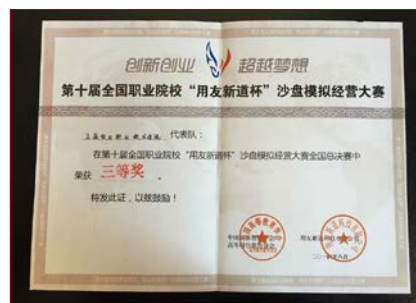 创新创业 超越梦想
第十届全国职业院校“用友新道杯”沙盘模拟经营大赛
代表队:
在第十届全国职业院校“用友新道杯”沙盘模拟经营大赛全国总决赛中
荣获 三等奖 。
特发此证,以兹鼓励!